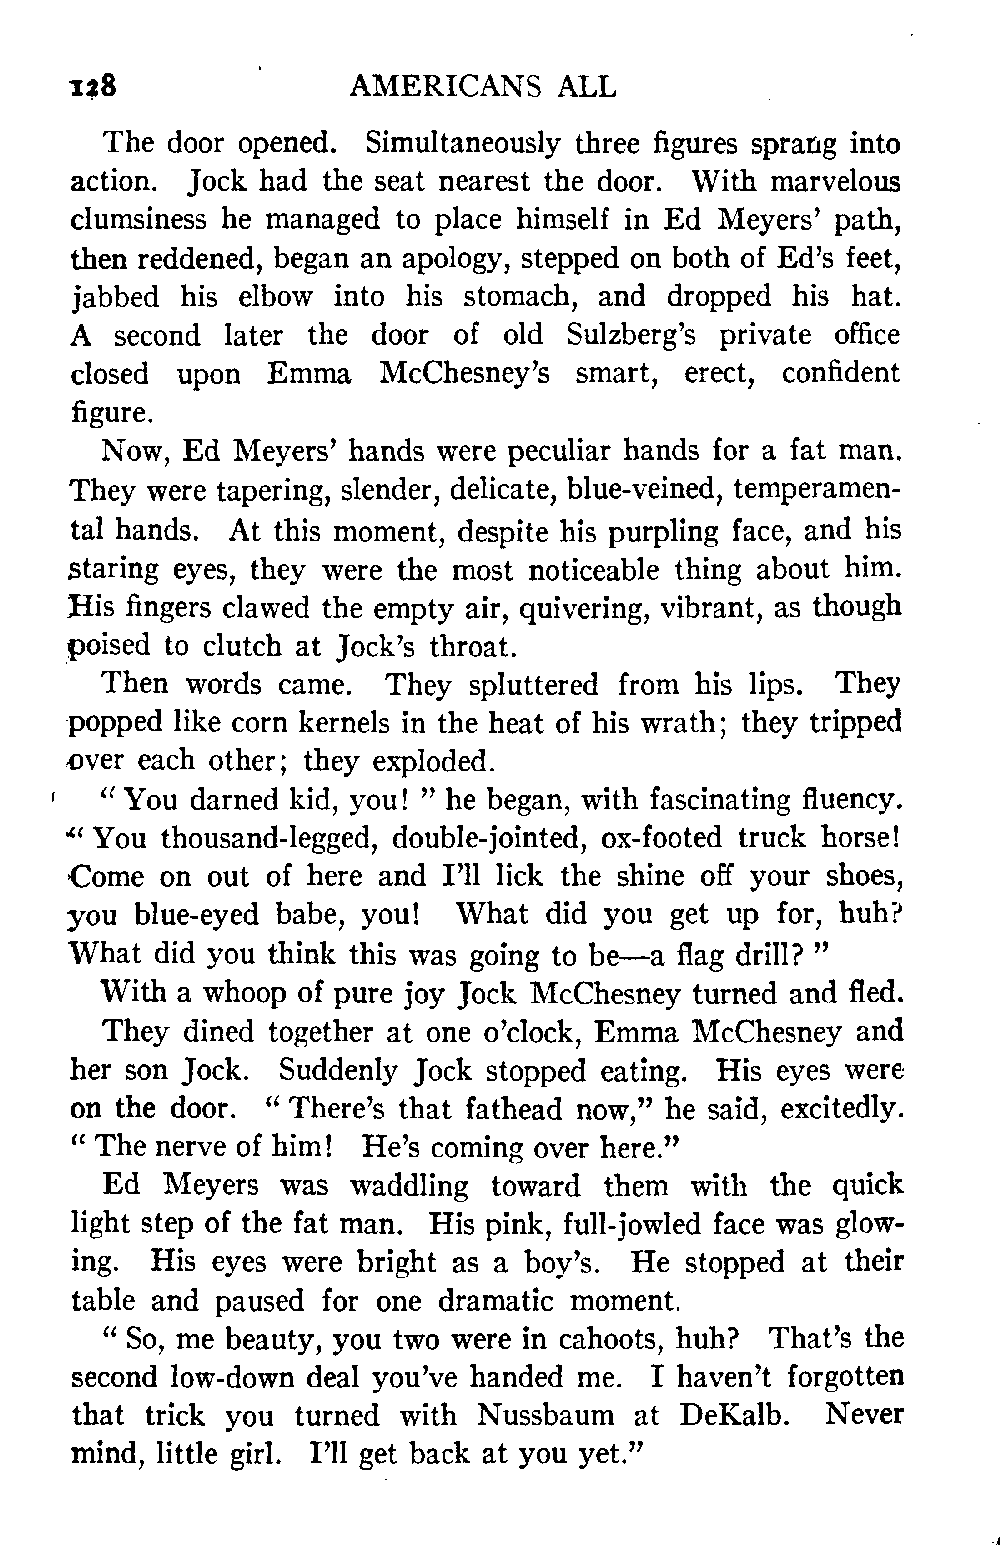 128 AMERICANS ALL
The door opened. Simultaneously three figures sprang into
action. Jock had the seat nearest the door. With marvelous
clumsiness he managed to place himself in Ed Meyers' path,
then reddened, began an apology, stepped on both of Ed's feet,
jabbed his elbow into his stomach, and dropped his hat.
A second later the door of old Sulzberg's private office
closed upon Emma McChesney's smart, erect, confident
figure.
Now, Ed Meyers' hands were peculiar hands for a fat man.
They were tapering, slender, delicate, blue-veined, temperamen-
tal hands. At this moment, despite his purpling face, and his
staring eyes, they were the most noticeable thing about him.
His fingers clawed the empty air, quivering, vibrant, as though
poised to clutch at Jock's throat.
Then words came. They spluttered from his lips. They
popped like corn kernels in the heat of his wrath; they tripped
over each other; they exploded.
" You darned kid, you! " he began, with fascinating fluency.
" You thousand-legged, double-jointed, ox-footed truck horse!
Come on out of here and I'll lick the shine off your shoes,
you blue-eyed babe, you! What did you get up for, huh?
What did you think this was going to be—a flag drill? "
With a whoop of pure joy Jock McChesney turned and fled.
They dined together at one o'clock, Emma McChesney and
her son Jock. Suddenly Jock stopped eating. His eyes were
on the door. " There's that fathead now," he said, excitedly.
" The nerve of him! He's coming over here."
Ed Meyers was waddling toward them with the quick
light step of the fat man. His pink, full-jowled face was glow-
ing. His eyes were bright as a boy's. He stopped at their
table and paused for one dramatic moment.
" So, me beauty, you two were in cahoots, huh? That's the
second low-down deal you've handed me. I haven't forgotten
that trick you turned with Nussbaum at DeKalb. Never
mind, little girl. I'll get back at you yet."